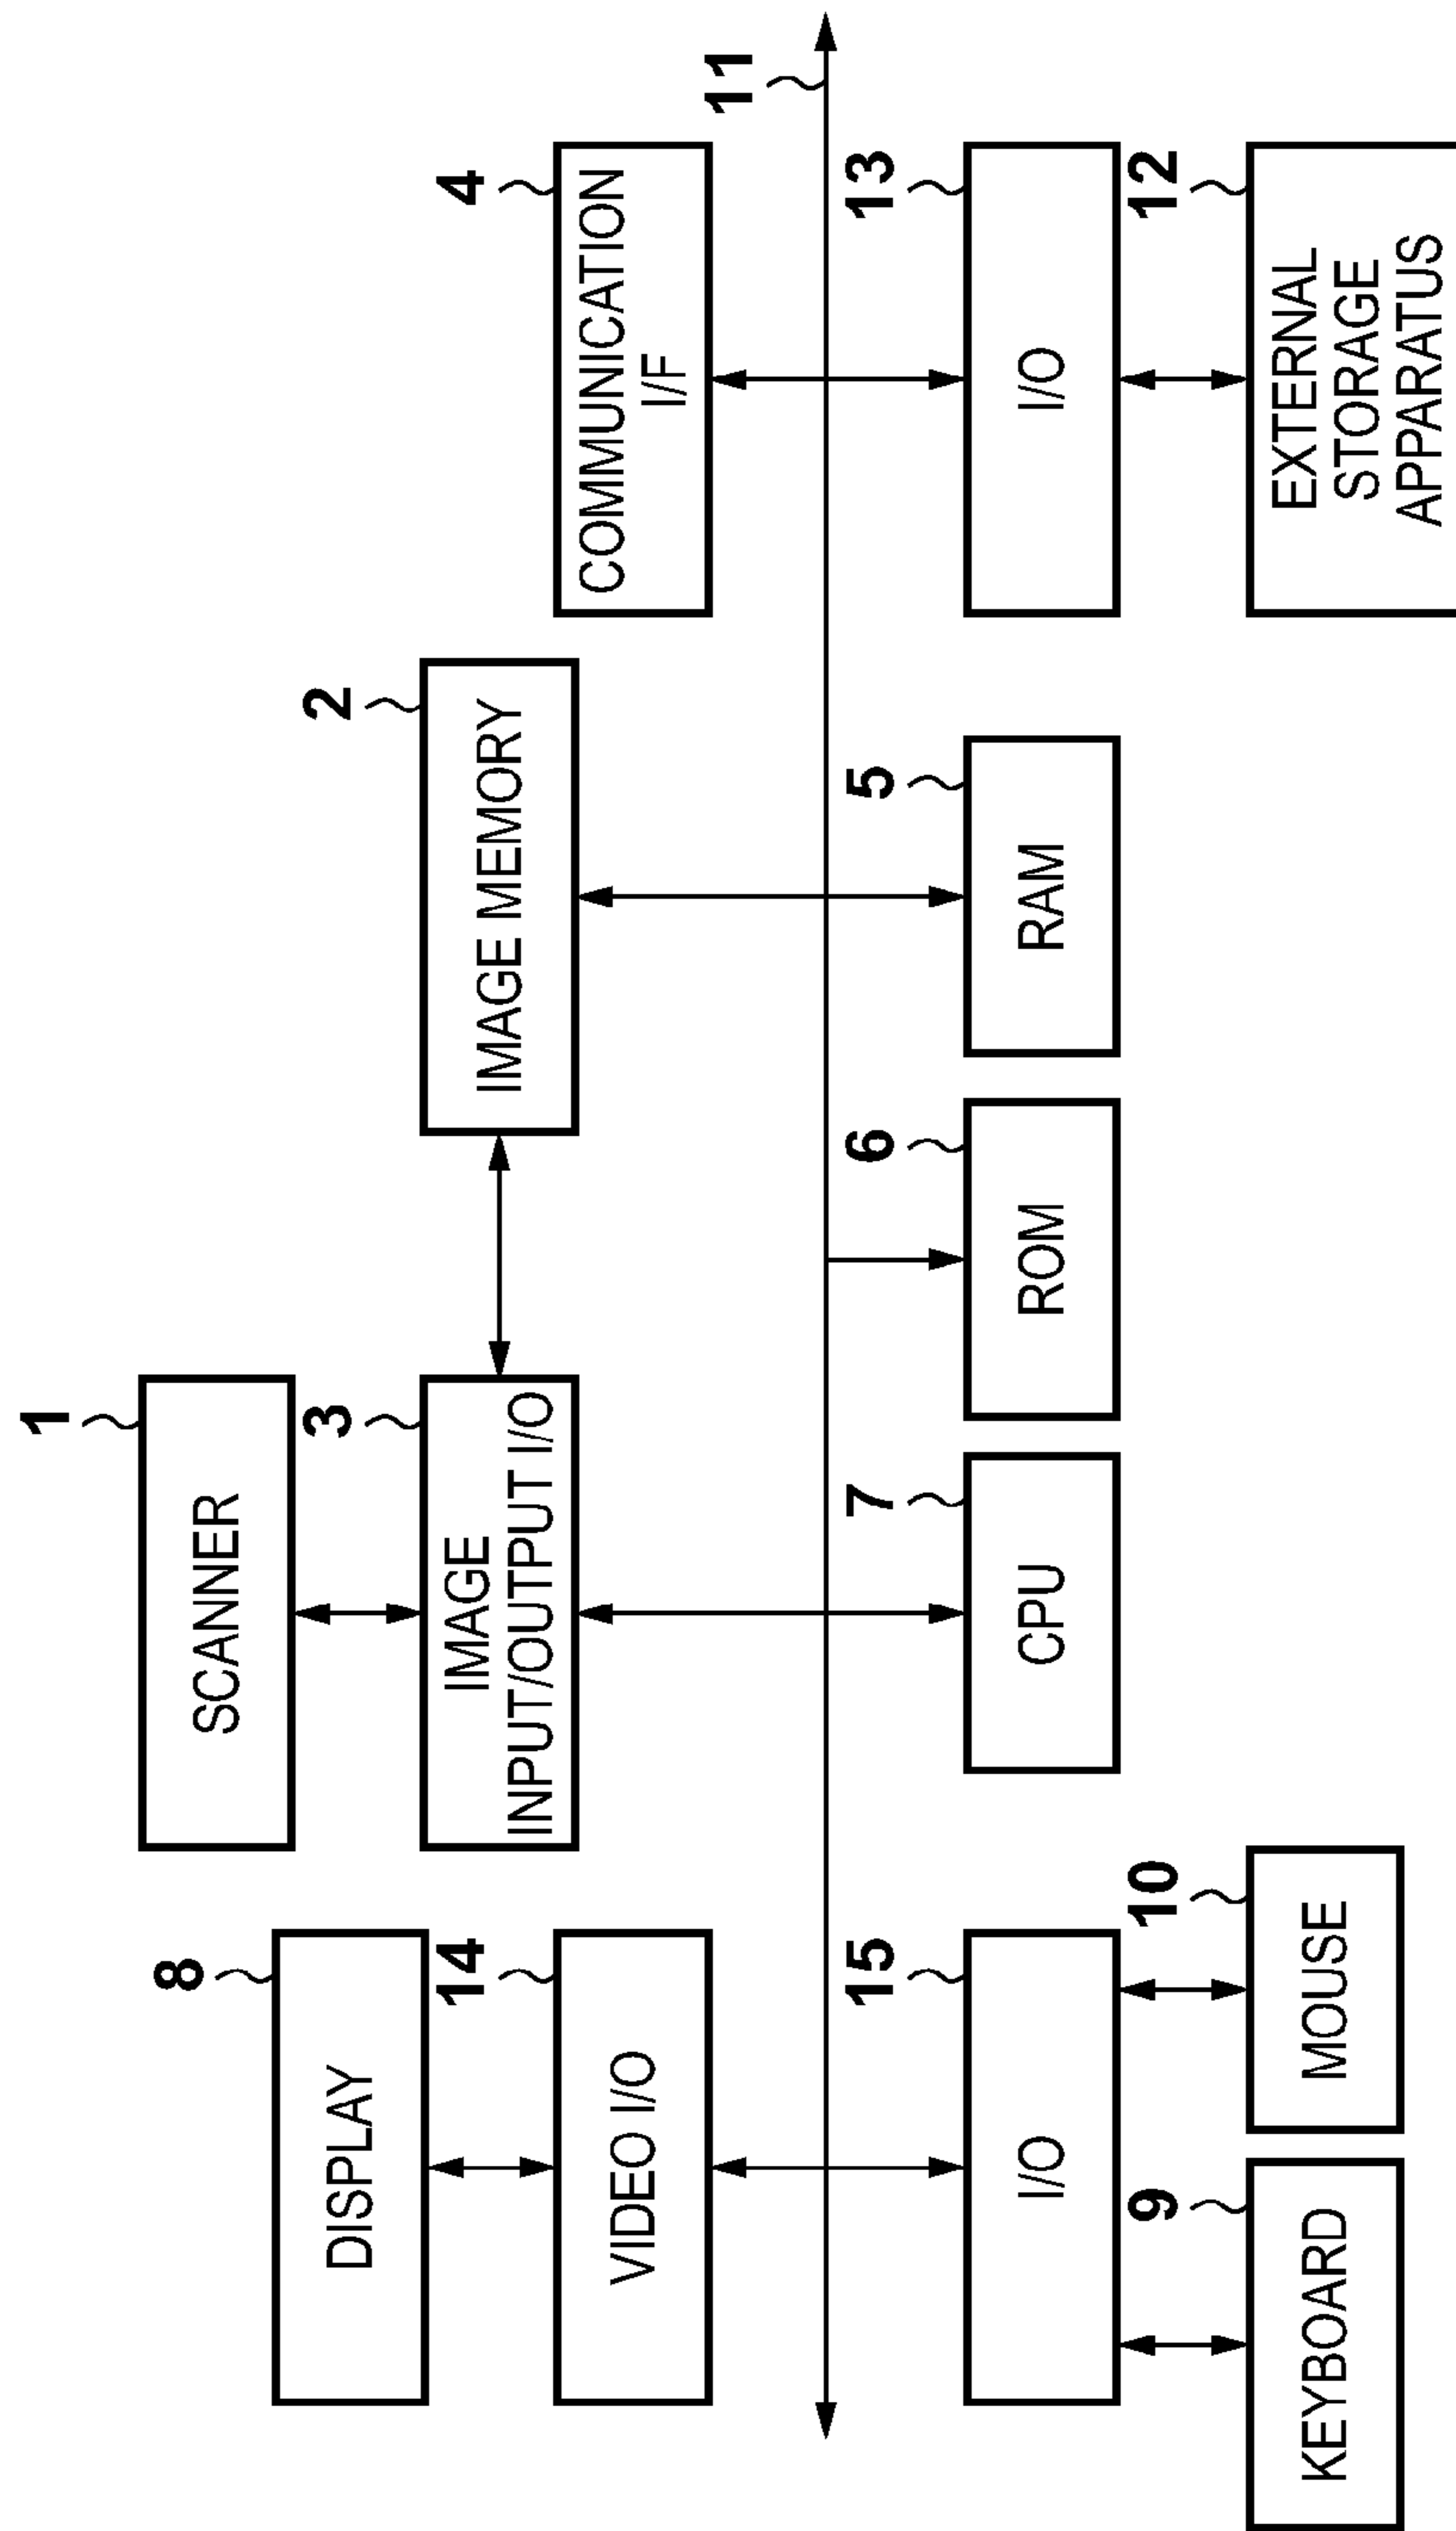 1
SCANNER
8
DISPLAY
3
IMAGE
INPUT/OUTPUT I/O
2
IMAGE MEMORY
14
VIDEO I/O
4
COMMUNICATION
I/F
11
15
I/O
7
CPU
6
ROM
5
RAM
13
I/O
9
KEYBOARD
10
MOUSE
12
EXTERNAL
STORAGE
APPARATUS